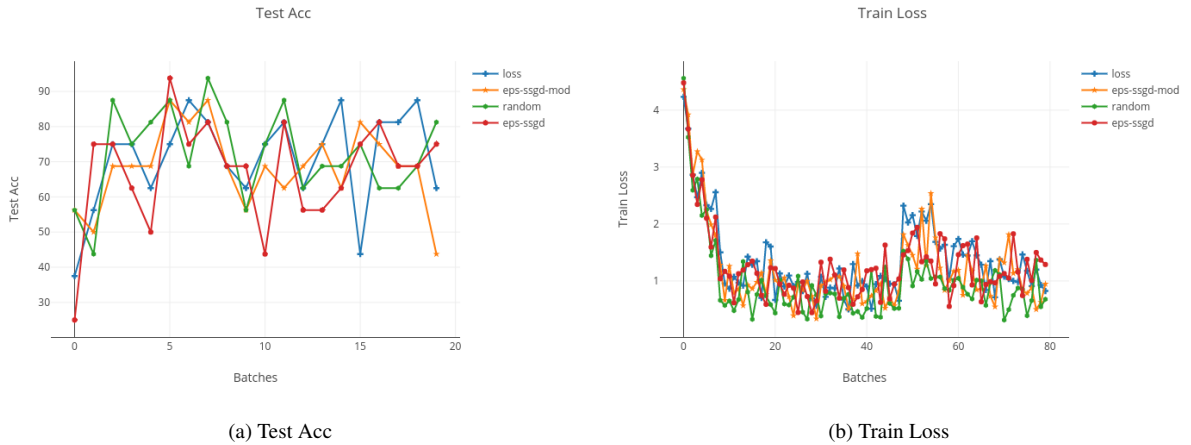 Test Acc
90
80
70
60
50
40
30
0
5
10
15
20
Test Acc
Batches
loss
eps-ssgd-mod
random
eps-ssgd
(a) Test Acc
Train Loss
4
3
2
1
0
20
40
60
80
Train Loss
Batches
loss
eps-ssgd-mod
random
eps-ssgd
(b) Train Loss